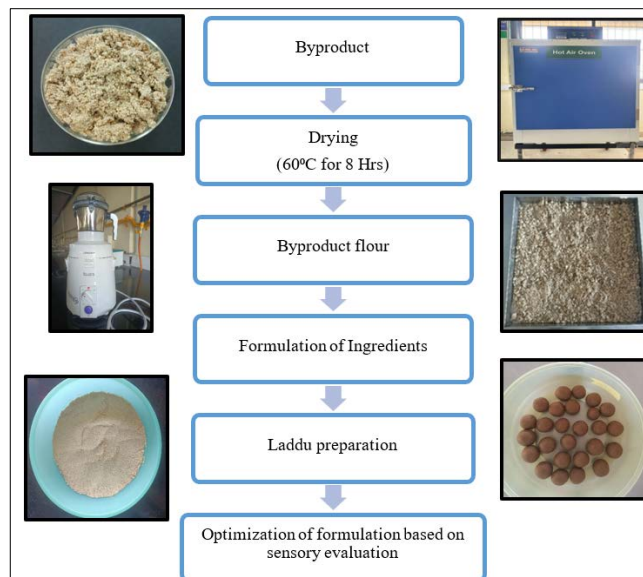 Byproduct
Hot Air Oven
Drying
(60⁰C for 8 Hrs)
Byproduct flour
Formulation of Ingredients
Laddu preparation
Optimization of formulation based on
sensory evaluation